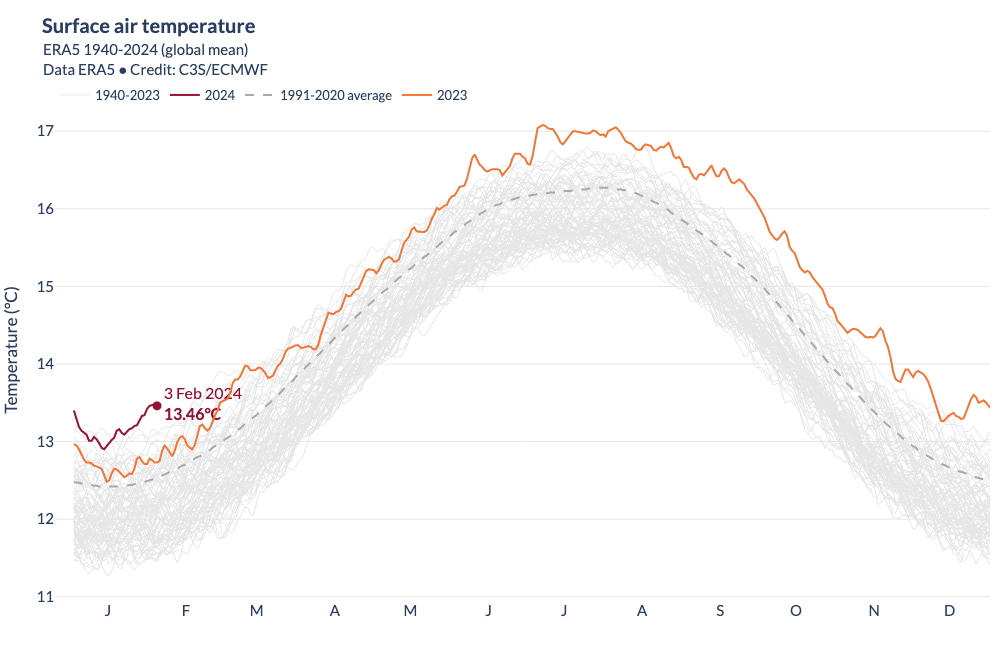 Surface air temperature
ERA5 1940-2024 (global mean)
Data ERA5 • Credit: C3S/ECMWF
1940-2023 2024 1991-2020 average 2023
Temperature (°C)
17
16
15
14
13
12
11
3 Feb 2024
13.46°C
J F M A M J J A S O N D